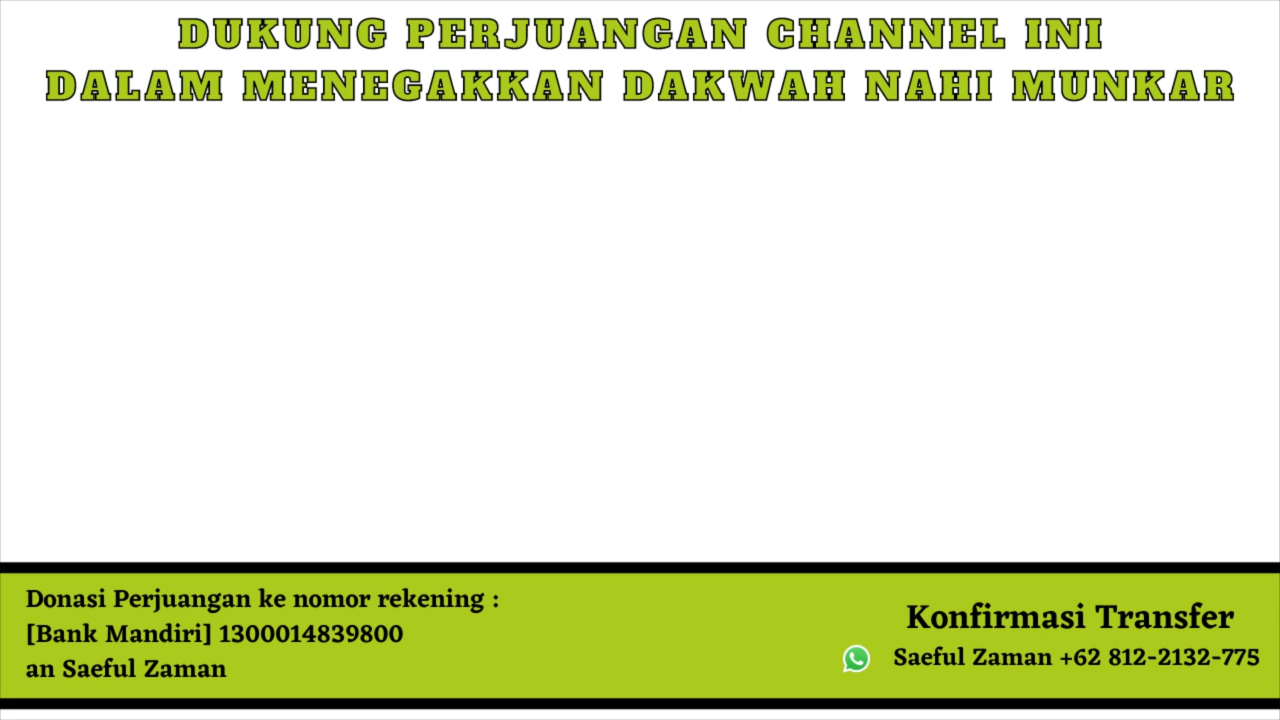 DUKUNG PERJUANGAN CHANNEL INI
DALAM MENEGAKKAN DAKWAH NAHI MUNKAR
Donasi Perjuangan ke nomor rekening :
[Bank Mandiri] 1300014839800
an Saeful Zaman
Konfirmasi Transfer
Saeful Zaman +62 812-2132-775